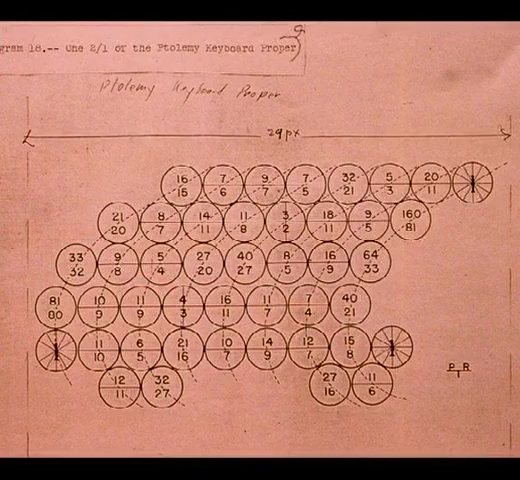 gram 18.-- One 2/1 of the Ptolemy Keyboard Proper)
Ptolemy Keyboard Proper
16 7 9 7 32 5 20
15 6 7 5 21 3 11
21 8 14 11 3 18 9 160
20 7 11 8 2 11 5 81
33 9 5 27 40 8 16 64
32 8 4 20 27 5 9 33
81 10 11 4 16 11 7 40
80 9 9 3 11 7 4 21
11 6 21 10 14 12 15
10 5 16 7 9 7 8
12 32 27 11
11 27 16 6